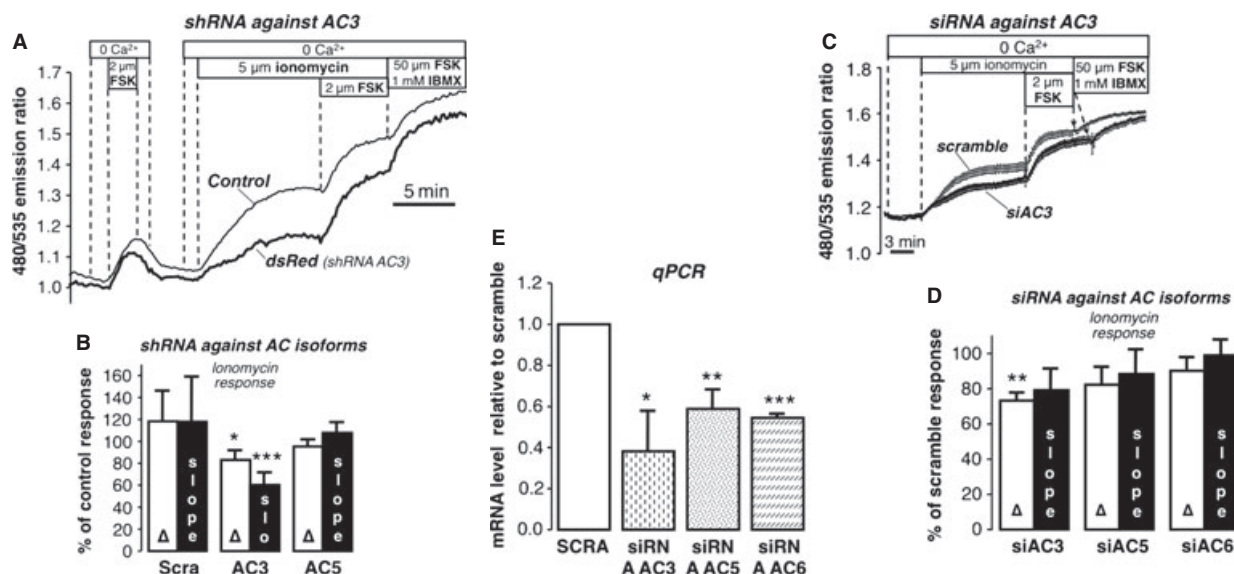 A
shRNA against AC3
0 Ca²⁺
0 Ca²⁺
2 µm
FSK
5 µm ionomycin
50 µm FSK
1 mM IBMX
2 µm FSK
480/535 emission ratio
1.7
1.6
1.5
1.4
1.3
1.2
1.1
1.0
Control
5 min
dsRed (shRNA AC3)
B
shRNA against AC isoforms
Ionomycin
response
% of control response
160
140
120
100
80
60
40
20
0
*
***
Δ
slope
Δ
slo
Δ
slope
Scra
AC3
AC5
E
qPCR
mRNA level relative to scramble
1.2
1.0
0.8
0.6
0.4
0.2
0.0
*
**
***
SCRA
siRN
A AC3
siRN
A AC5
siRN
A AC6
C
siRNA against AC3
0 Ca²⁺
5 µm ionomycin
50 µm FSK
1 mM IBMX
2 µm
FSK
480/535 emission ratio
1.8
1.6
1.4
1.2
1.0
scramble
siAC3
3 min
D
siRNA against AC isoforms
Ionomycin
response
% of scramble response
100
80
60
40
20
0
**
Δ
slope
Δ
slope
Δ
slope
siAC3
siAC5
siAC6